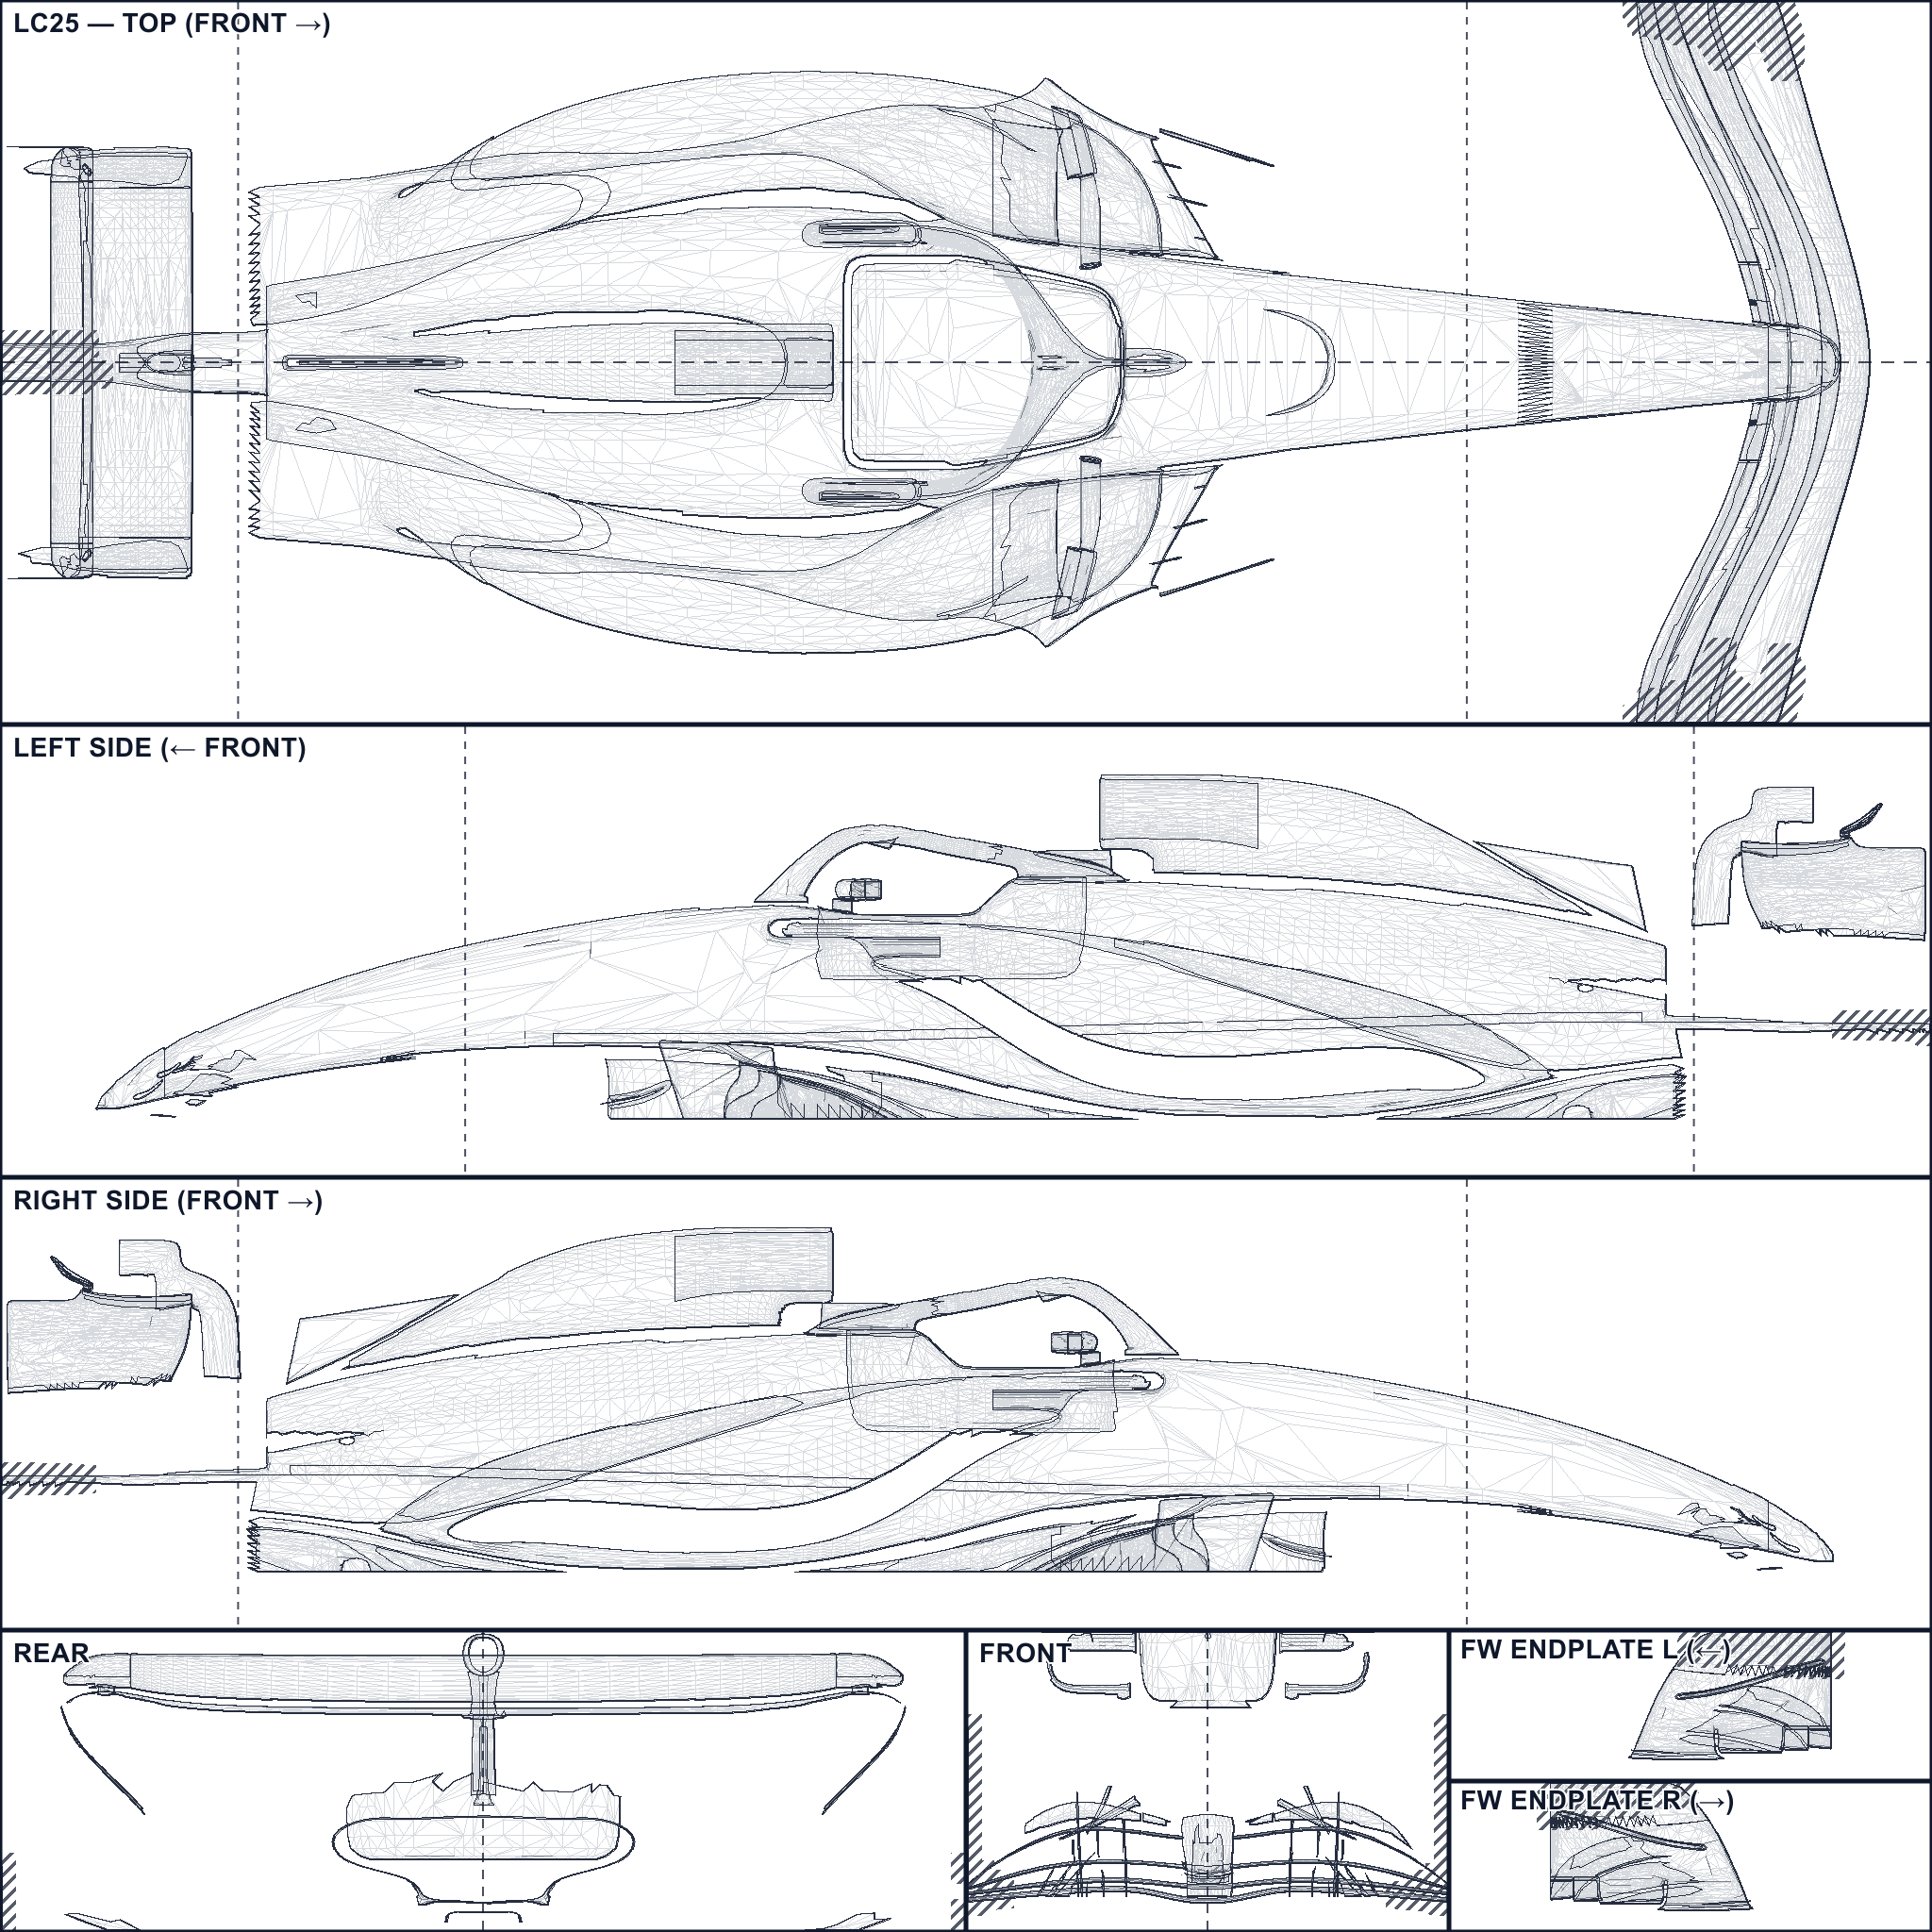 LC25 — TOP (FRONT →)
LEFT SIDE (← FRONT)
RIGHT SIDE (FRONT →)
REAR
FRONT
FW ENDPLATE L (←)
FW ENDPLATE R (→)